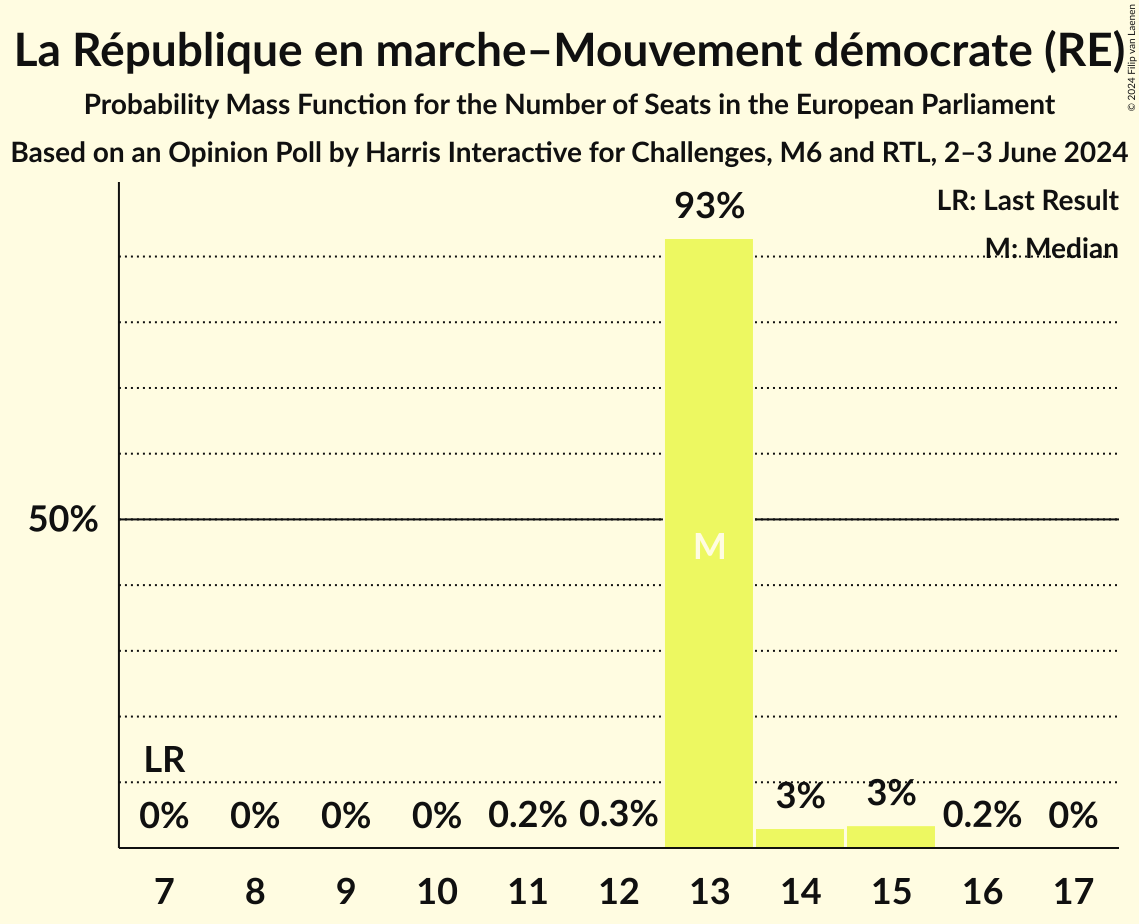 La République en marche–Mouvement démocrate (RE)
© 2024 Filip van Laenen
Probability Mass Function for the Number of Seats in the European Parliament
Based on an Opinion Poll by Harris Interactive for Challenges, M6 and RTL, 2–3 June 2024
LR: Last Result
M: Median
93%
50%
M
LR
0% 0% 0% 0% 0.2% 0.3% 3% 3% 0.2% 0%
7 8 9 10 11 12 13 14 15 16 17